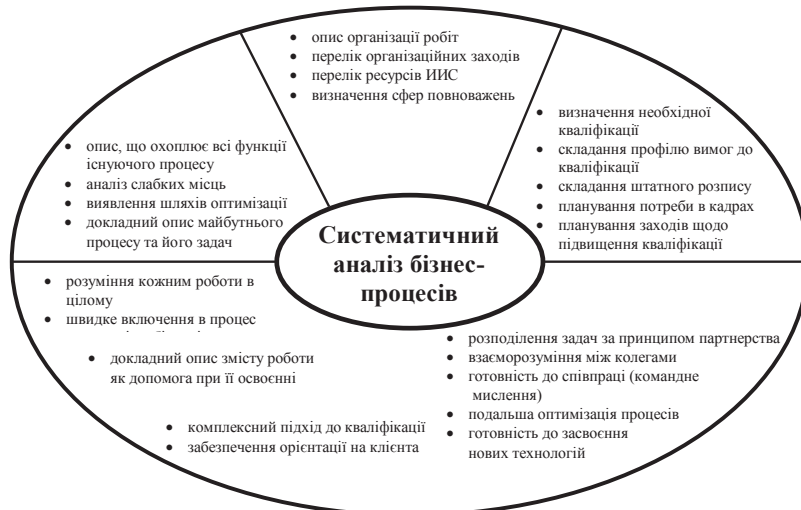 • опис організації робіт
• перелік організаційних заходів
• перелік ресурсів ИИС
• визначення сфер повноважень
• опис, що охоплює всі функції
існуючого процесу
• аналіз слабких місць
• виявлення шляхів оптимізації
• докладний опис майбутнього
процесу та його задач
• визначення необхідної
кваліфікації
• складання профілю вимог до
кваліфікації
• складання штатного розпису
• планування потреби в кадрах
• планування заходів щодо
підвищення кваліфікації
Систематичний
аналіз бізнес-
процесів
• розуміння кожним роботи в
цілому
• швидке включення в процес
• докладний опис змісту роботи
як допомога при її освоєнні
• комплексний підхід до кваліфікації
• забезпечення орієнтації на клієнта
• розподілення задач за принципом партнерства
• взаєморозуміння між колегами
• готовність до співпраці (командне
мислення)
• подальша оптимізація процесів
• готовність до засвоєння
нових технологій